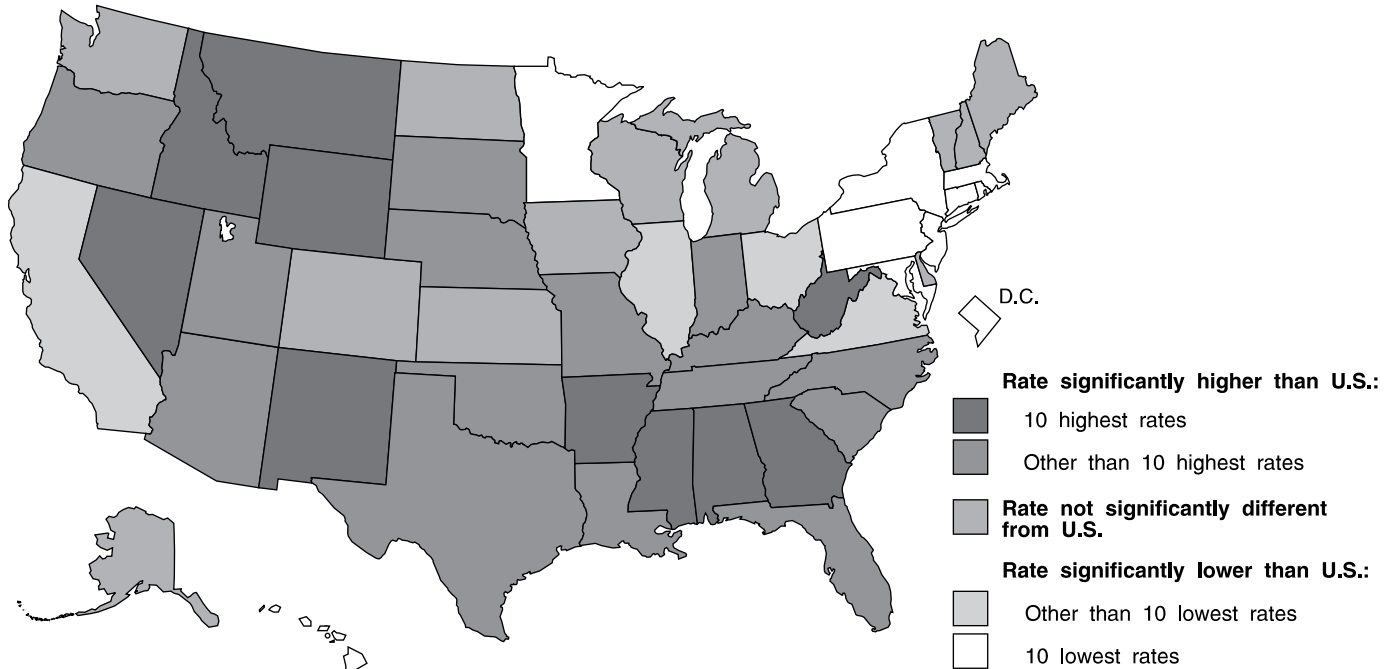 D.C.
Rate significantly higher than U.S.:
10 highest rates
Other than 10 highest rates
Rate not significantly different
from U.S.
Rate significantly lower than U.S.:
Other than 10 lowest rates
10 lowest rates